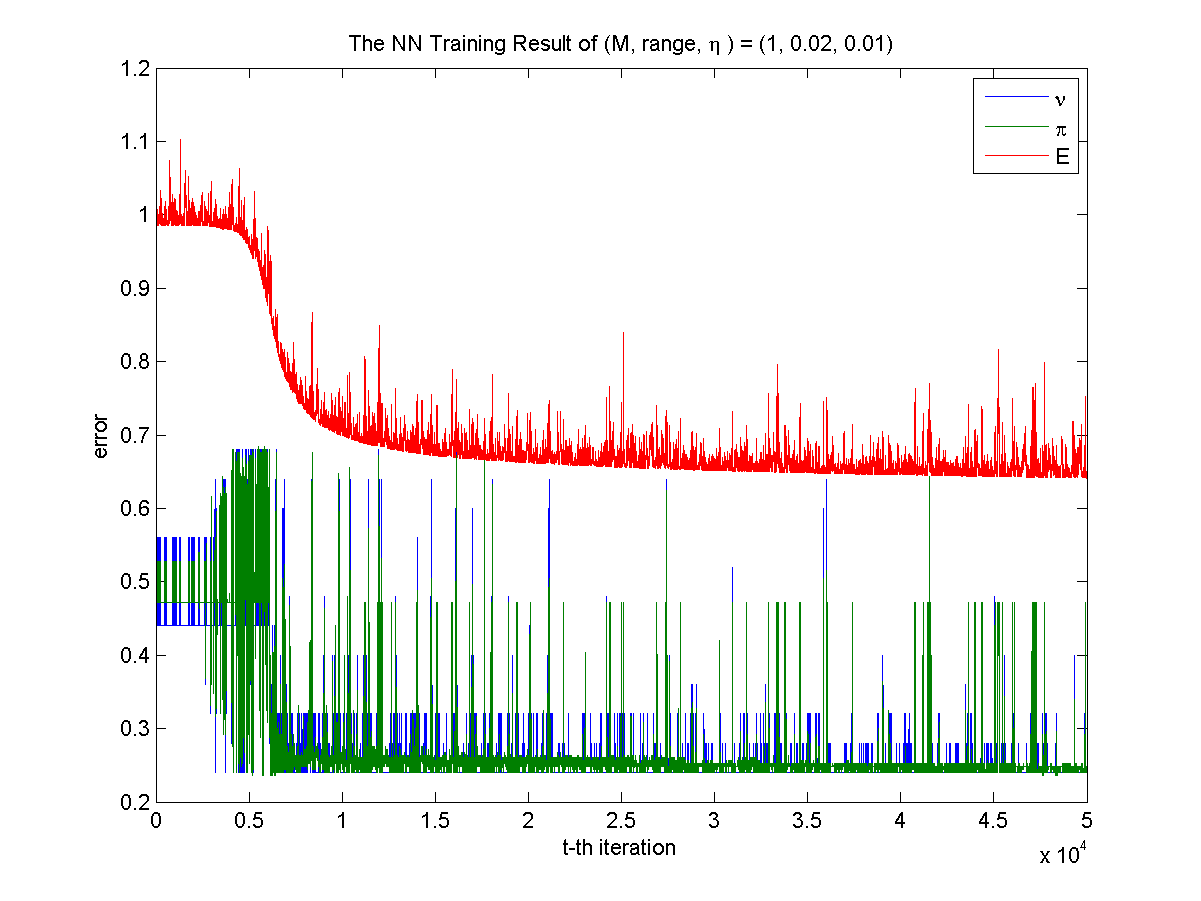 The NN Training Result of (M, range, η ) = (1, 0.02, 0.01)
1.2
1.1
1
0.9
0.8
0.7
0.6
0.5
0.4
0.3
0.2
error
ν
π
E
0 0.5 1 1.5 2 2.5 3 3.5 4 4.5 5
t-th iteration
x 10^4